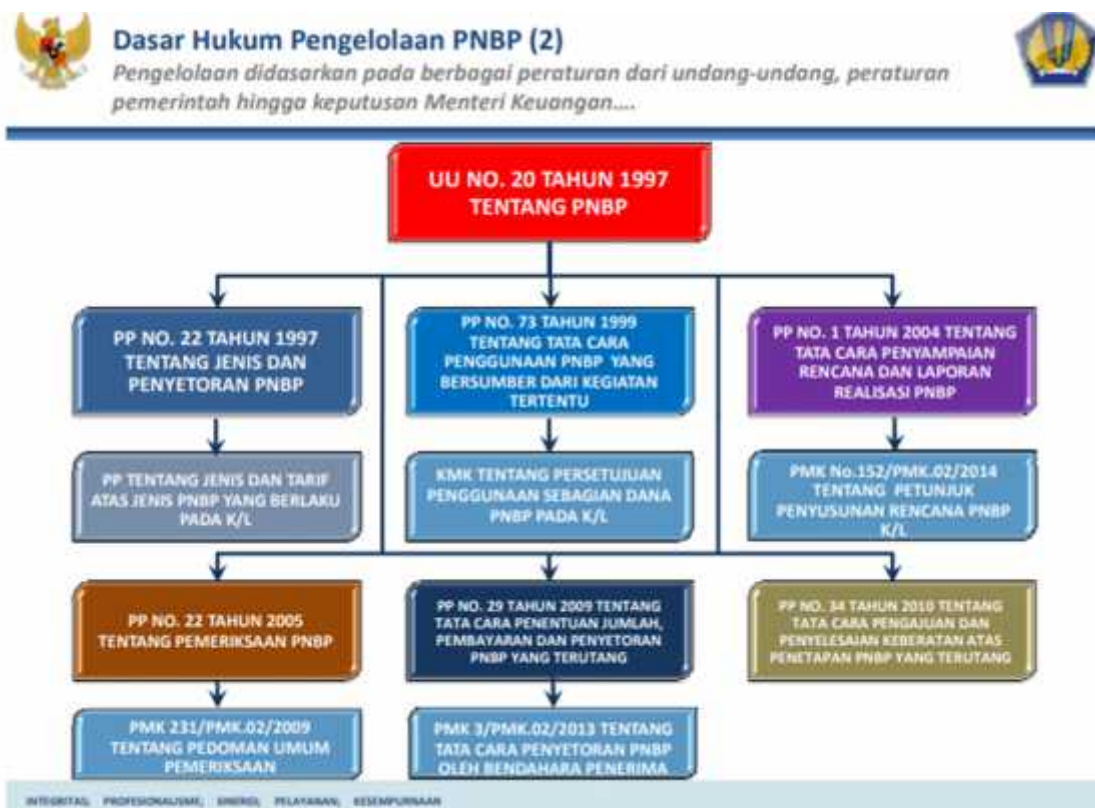 Dasar Hukum Pengelolaan PNBP (2)
Pengelolaan didasarkan pada berbagai peraturan dari undang-undang, peraturan
pemerintah hingga keputusan Menteri Keuangan....
UU NO. 20 TAHUN 1997
TENTANG PNBP
PP NO. 22 TAHUN 1997
TENTANG JENIS DAN
PENYETORAN PNBP
PP NO. 73 TAHUN 1999
TENTANG TATA CARA
PENGGUNAAN PNBP YANG
BERSUMBER DARI KEGIATAN
TERTENTU
PP NO. 1 TAHUN 2004 TENTANG
TATA CARA PENYAMPAIAN
RENCANA DAN LAPORAN
REALISASI PNBP
PP TENTANG JENIS DAN TARIF
ATAS JENIS PNBP YANG BERLAKU
PADA K/L
KMK TENTANG PERSETUJUAN
PENGGUNAAN SEBAGIAN DANA
PNBP PADA K/L
PMK No.152/PMK.02/2014
TENTANG PETUNJUK
PENYUSUNAN RENCANA PNBP
K/L
PP NO. 22 TAHUN 2005
TENTANG PEMERIKSAAN PNBP
PP NO. 29 TAHUN 2009 TENTANG
TATA CARA PENENTUAN JUMLAH,
PEMBAYARAN DAN PENYETORAN
PNBP YANG TERUTANG
PP NO. 34 TAHUN 2010 TENTANG
TATA CARA PENGAJUAN DAN
PENYELESAIAN KEBERATAN ATAS
PENETAPAN PNBP YANG TERUTANG
PMK 231/PMK.02/2009
TENTANG PEDOMAN UMUM
PEMERIKSAAN
PMK 3/PMK.02/2013 TENTANG
TATA CARA PENYETORAN PNBP
OLEH BENDAHARA PENERIMA
INTEGRITAS, PROFESIONALISME, SINERGI, PELAYANAN, KESEMPURNAAN